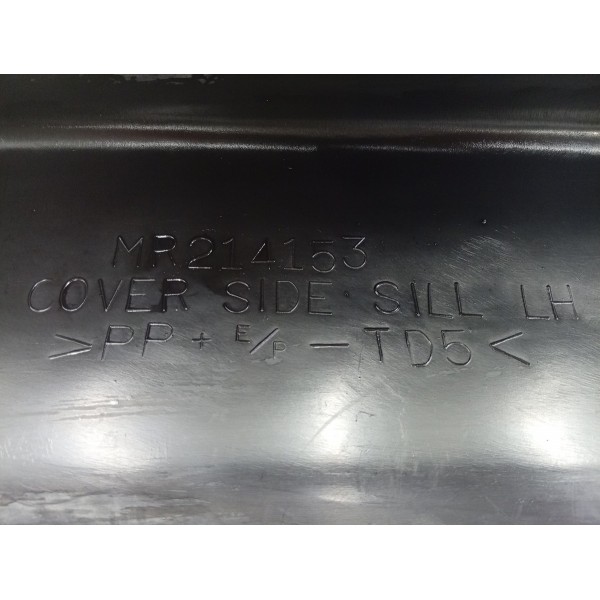 MR214153
COVER SIDE SILL LH
>PP+E/P-TD5<